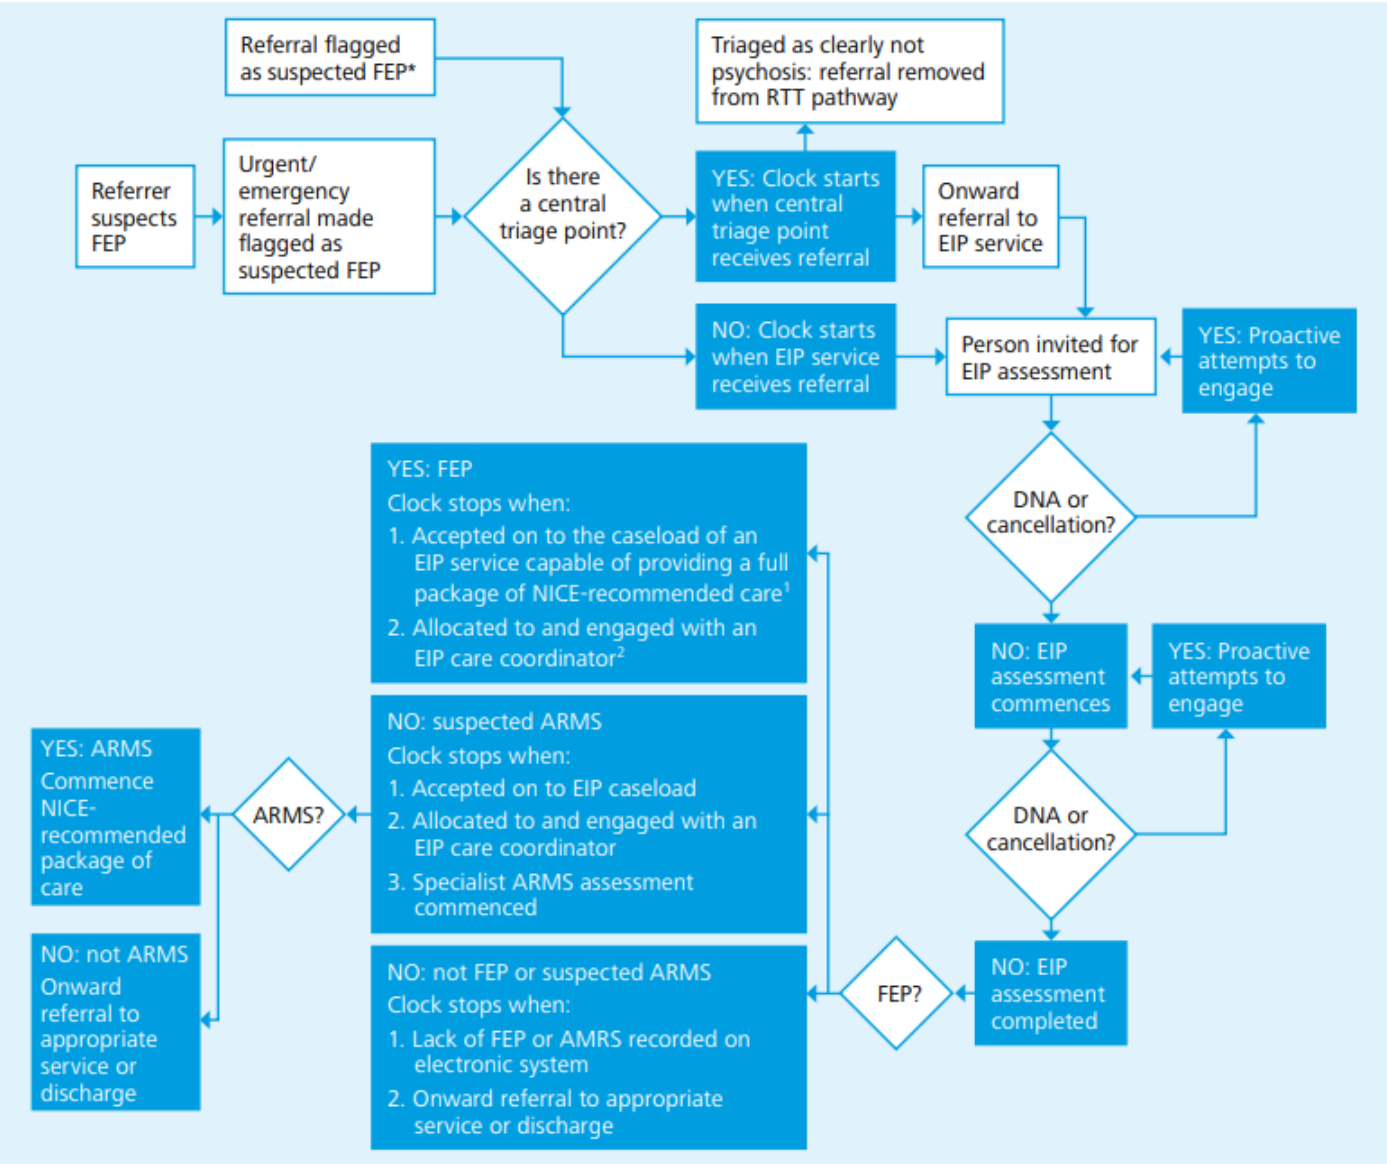 Referral flagged
as suspected FEP*
Triaged as clearly not
psychosis: referral removed
from RTT pathway
Referrer
suspects
FEP
Urgent/
emergency
referral made
flagged as
suspected FEP
Is there
a central
triage point?
YES: Clock starts
when central
triage point
receives referral
Onward
referral to
EIP service
NO: Clock starts
when EIP service
receives referral
Person invited for
EIP assessment
YES: Proactive
attempts to
engage
DNA or
cancellation?
NO: EIP
assessment
commences
YES: Proactive
attempts to
engage
DNA or
cancellation?
NO: EIP
assessment
completed
FEP?
YES: FEP
Clock stops when:
1. Accepted on to the caseload of an
EIP service capable of providing a full
package of NICE-recommended care1
2. Allocated to and engaged with an
EIP care coordinator2
NO: suspected ARMS
Clock stops when:
1. Accepted on to EIP caseload
2. Allocated to and engaged with an
EIP care coordinator
3. Specialist ARMS assessment
commenced
NO: not FEP or suspected ARMS
Clock stops when:
1. Lack of FEP or AMRS recorded on
electronic system
2. Onward referral to appropriate
service or discharge
ARMS?
YES: ARMS
Commence
NICE-
recommended
package of
care
NO: not ARMS
Onward
referral to
appropriate
service or
discharge